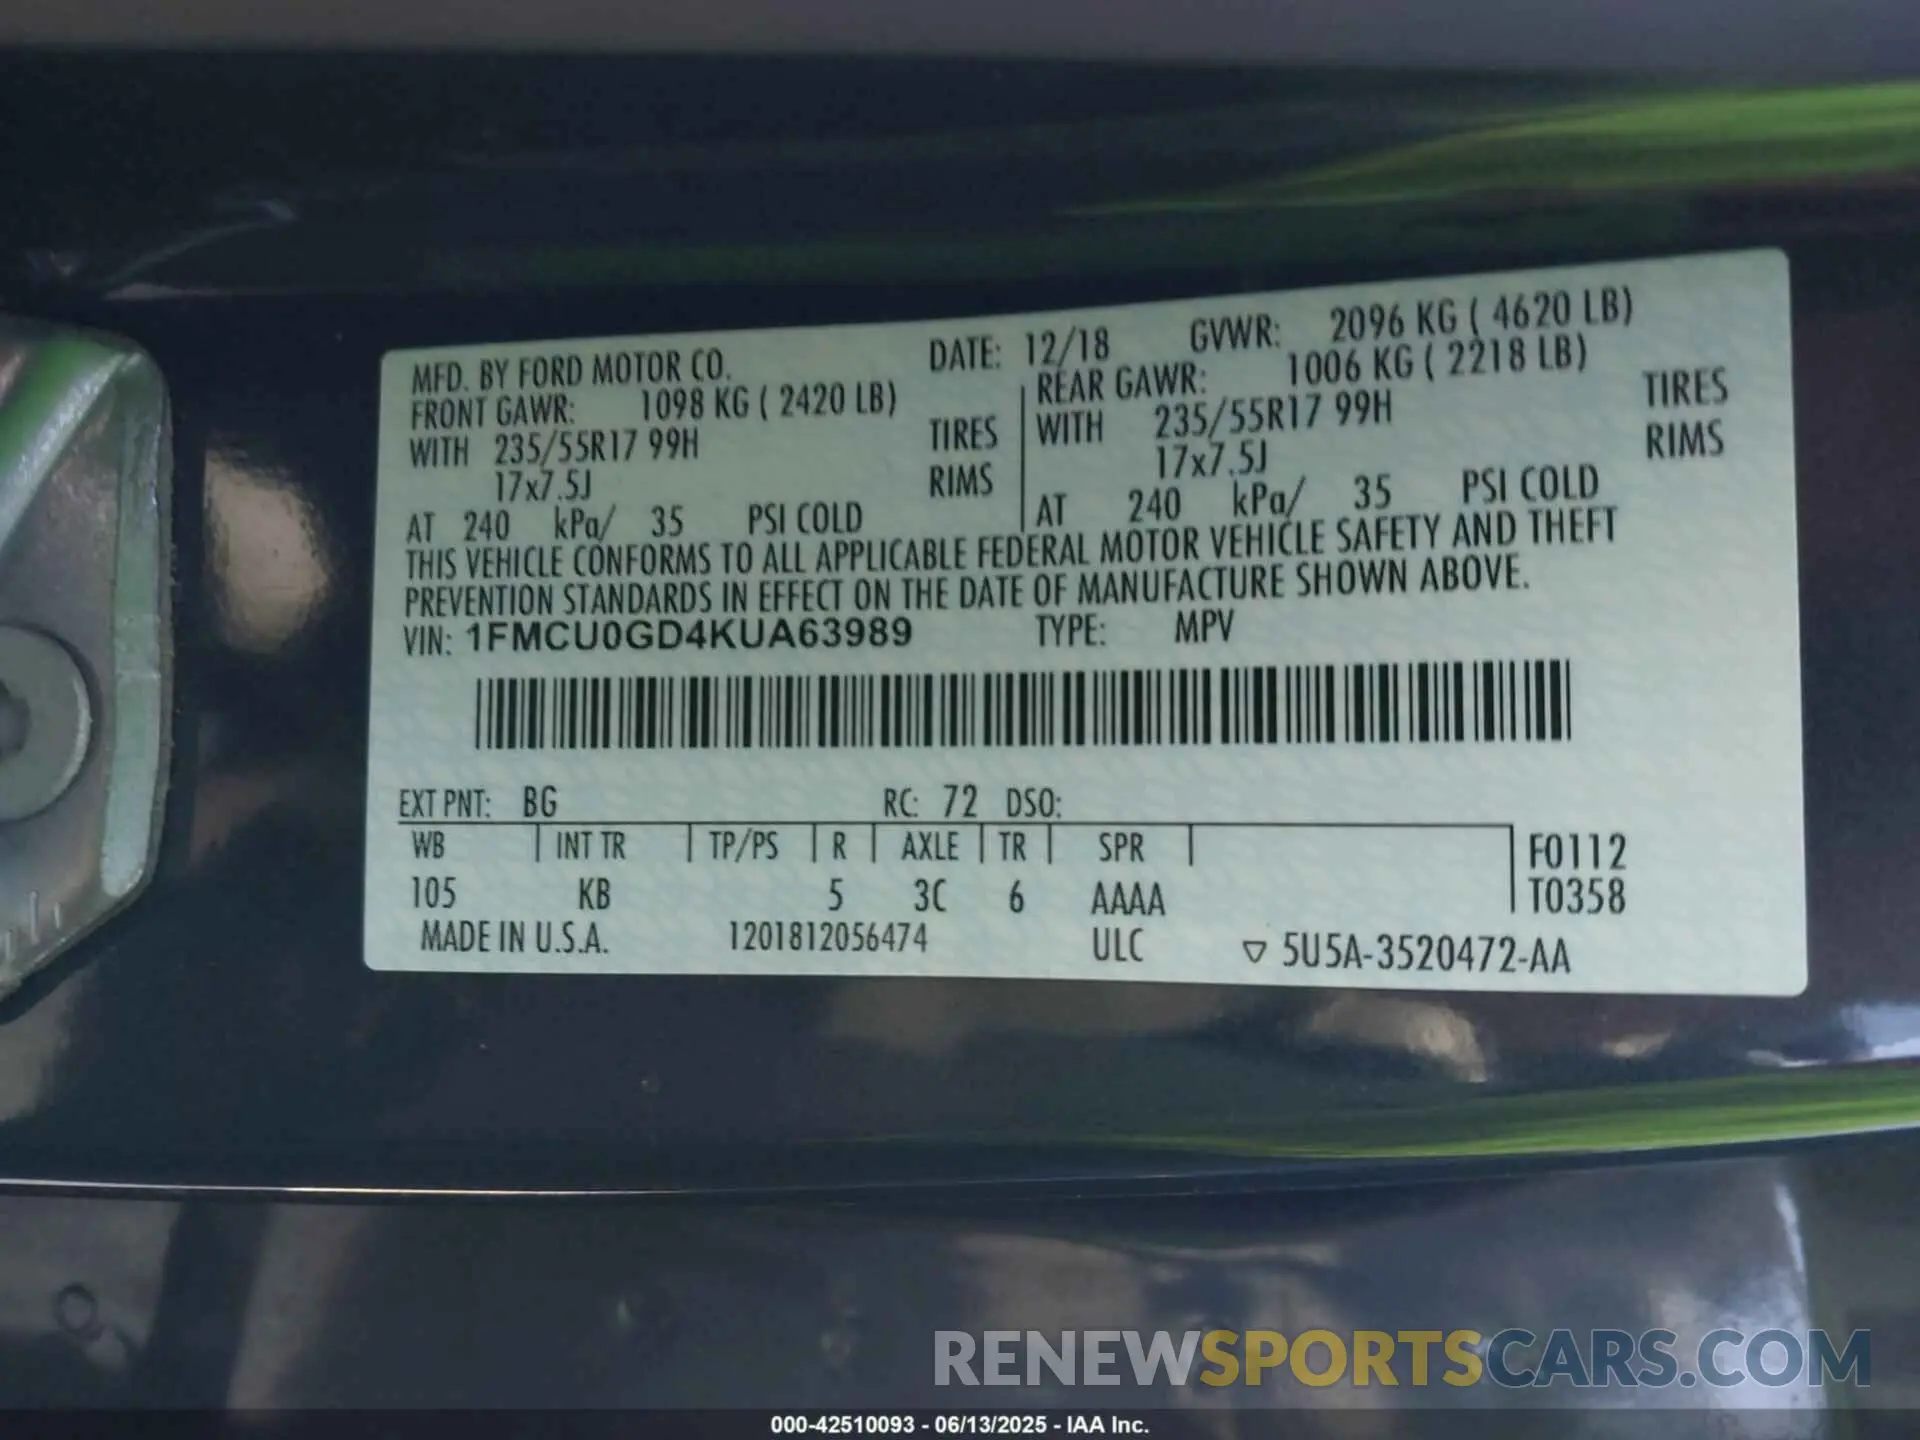 MFD. BY FORD MOTOR CO. DATE: 12/18 GVWR: 2096 KG ( 4620 LB)
FRONT GAWR: 1098 KG ( 2420 LB) REAR GAWR: 1006 KG ( 2218 LB)
WITH 235/55R17 99H TIRES WITH 235/55R17 99H TIRES
17x7.5J RIMS 17x7.5J RIMS
AT 240 kPa/ 35 PSI COLD AT 240 kPa/ 35 PSI COLD
THIS VEHICLE CONFORMS TO ALL APPLICABLE FEDERAL MOTOR VEHICLE SAFETY AND THEFT
PREVENTION STANDARDS IN EFFECT ON THE DATE OF MANUFACTURE SHOWN ABOVE.
VIN: 1FMCU0GD4KUA63989 TYPE: MPV
EXT PNT: BG RC: 72 DSO:
WB INT TR TP/PS R AXLE TR SPR F0112
105 KB 5 3C 6 AAAA T0358
MADE IN U.S.A. 1201812056474 ULC ▽ 5U5A-3520472-AA
RENEWSPORTSCARS.COM
000-42510093 - 06/13/2025 - IAA Inc.